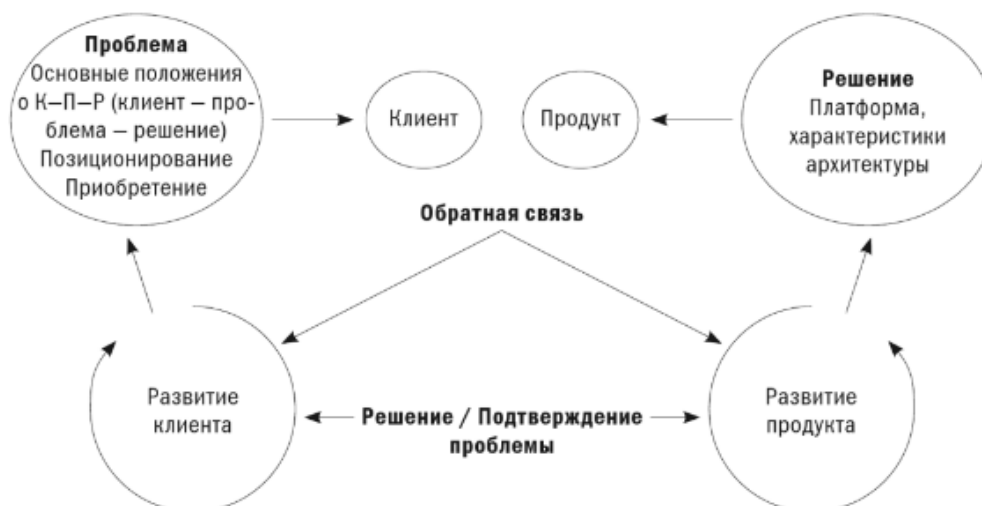 Проблема
Основные положения
о К–П–Р (клиент – про-
блема – решение)
Позиционирование
Приобретение
Клиент
Продукт
Решение
Платформа,
характеристики
архитектуры
Обратная связь
Развитие
клиента
Решение / Подтверждение
проблемы
Развитие
продукта